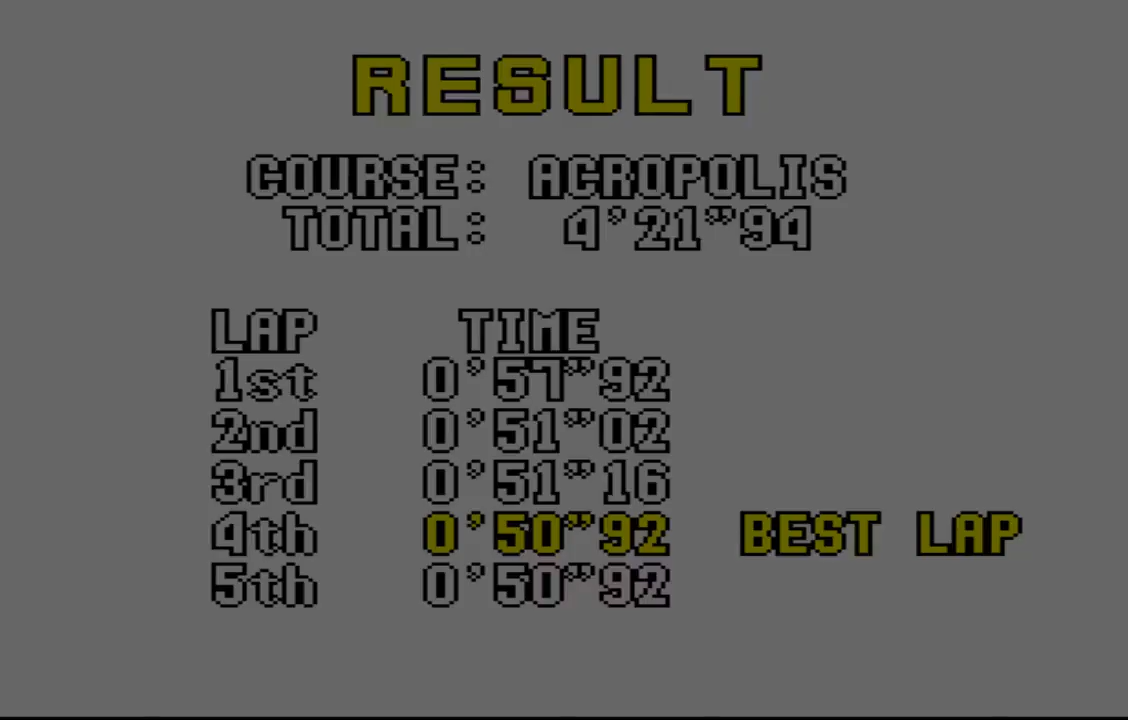 RESULT
COURSE: ACROPOLIS
TOTAL: 4'21"94
LAP TIME
1st 0'57"92
2nd 0'51"02
3rd 0'51"16
4th 0'50"92 BEST LAP
5th 0'50"92